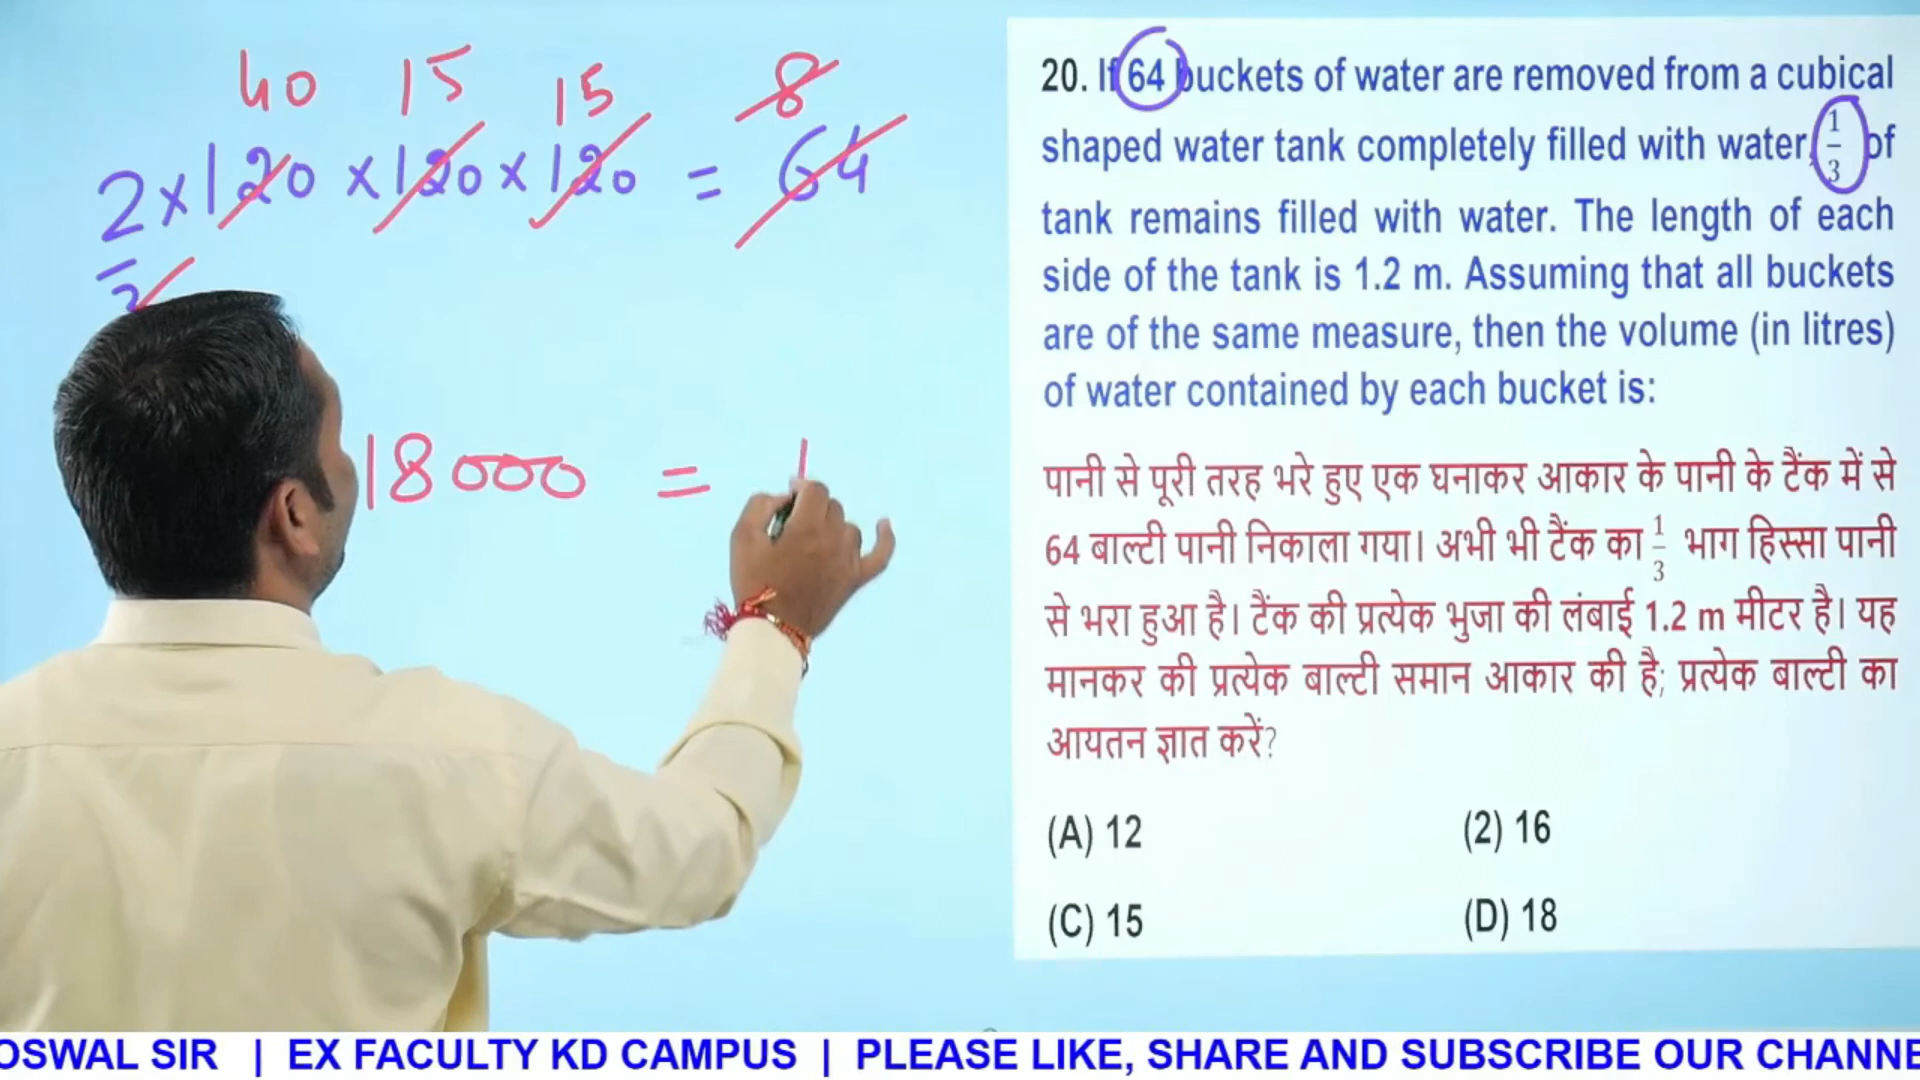 40 15 15 8
2 × 120 × 120 × 120 = 64
3
18000 = 1
20. If 64 buckets of water are removed from a cubical
shaped water tank completely filled with water, 1/3 of
tank remains filled with water. The length of each
side of the tank is 1.2 m. Assuming that all buckets
are of the same measure, then the volume (in litres)
of water contained by each bucket is:
पानी से पूरी तरह भरे हुए एक घनाकर आकार के पानी के टैंक में से
64 बाल्टी पानी निकाला गया। अभी भी टैंक का 1/3 भाग हिस्सा पानी
से भरा हुआ है। टैंक की प्रत्येक भुजा की लंबाई 1.2 m मीटर है। यह
मानकर की प्रत्येक बाल्टी समान आकार की है; प्रत्येक बाल्टी का
आयतन ज्ञात करें?
(A) 12 (2) 16
(C) 15 (D) 18
OSWAL SIR | EX FACULTY KD CAMPUS | PLEASE LIKE, SHARE AND SUBSCRIBE OUR CHANNE